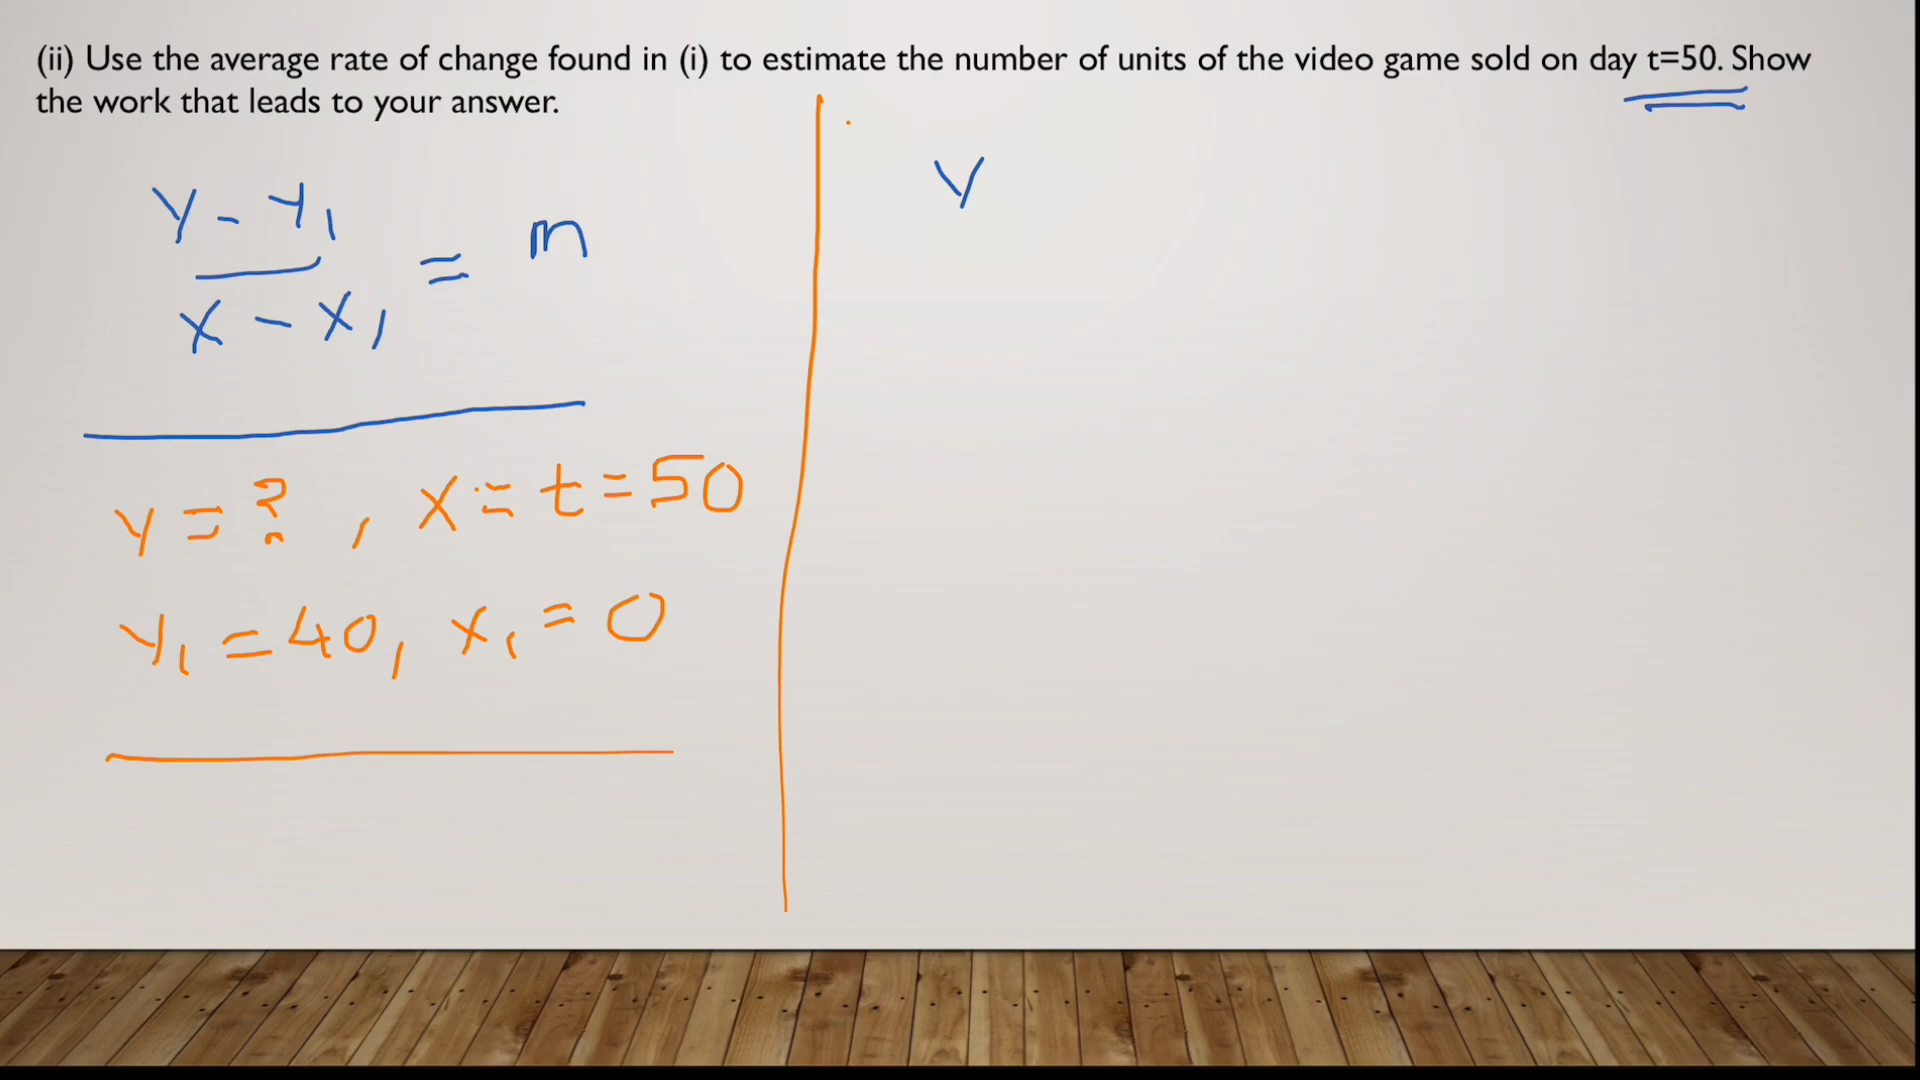 (ii) Use the average rate of change found in (i) to estimate the number of units of the video game sold on day t=50. Show
the work that leads to your answer.
Y - Y₁
X - X₁
= m
Y = ? , X = t = 50
Y₁ = 40, X₁ = 0
Y